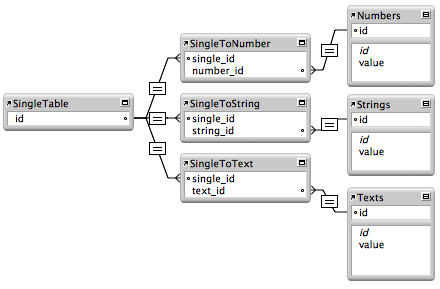 SingleTable
id
SingleToNumber
single_id
number_id
SingleToString
single_id
string_id
SingleToText
single_id
text_id
Numbers
id
id
value
Strings
id
id
value
Texts
id
id
value